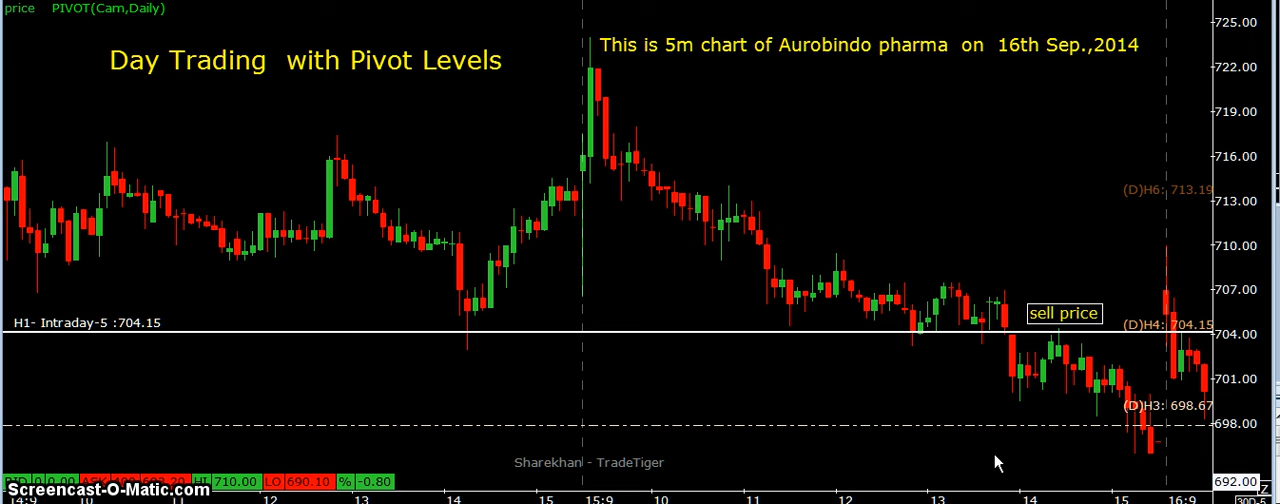 price PIVOT(Cam,Daily)
Day Trading with Pivot Levels
This is 5m chart of Aurobindo pharma on 16th Sep.,2014
725.00
722.00
719.00
716.00
(D)H6: 713.19
713.00
710.00
707.00
sell price
H1- Intraday-5 :704.15
(D)H4: 704.15
704.00
701.00
(D)H3: 698.67
698.00
Sharekhan - TradeTiger
HI 710.00 LO 690.10 % -0.80
692.00
Screencast-O-Matic.com
12 13 14 15 15:9 10 12 13 14 15 16:9